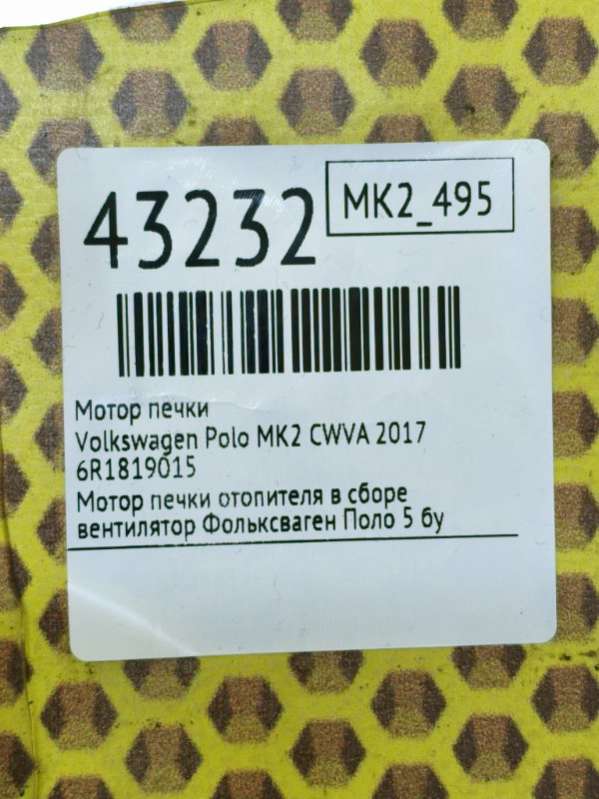 43232
MK2_495
Мотор печки
Volkswagen Polo MK2 CWVA 2017
6R1819015
Мотор печки отопителя в сборе
вентилятор Фольксваген Поло 5 бу